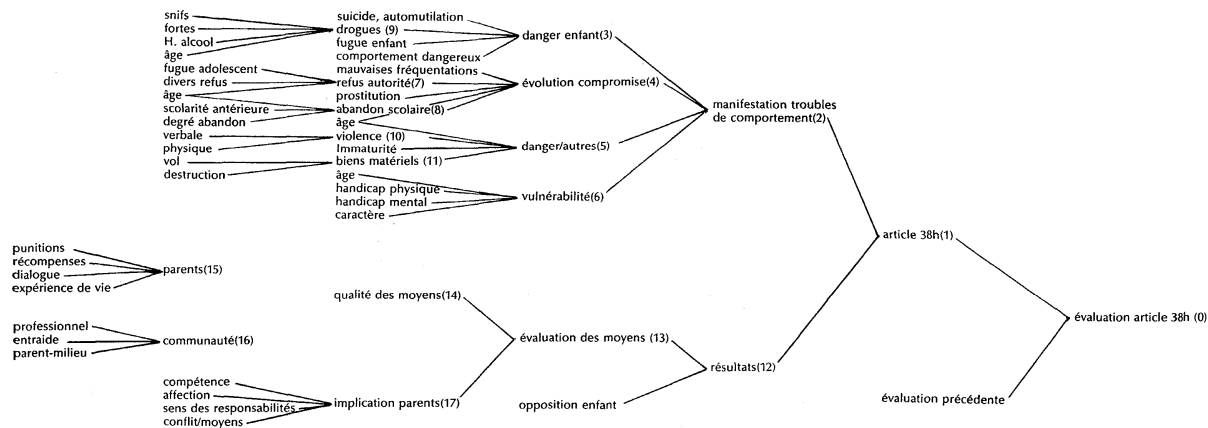 snifs
fortes
H. alcool
âge
fugue adolescent
divers refus
âge
scolarité antérieure
degré abandon
verbale
physique
vol
destruction
suicide, automutilation
drogues (9)
fugue enfant
comportement dangereux
mauvaises fréquentations
refus autorité(7)
prostitution
abandon scolaire(8)
âge
violence (10)
Immaturité
biens matériels (11)
âge
handicap physique
handicap mental
caractère
danger enfant(3)
évolution compromise(4)
danger/autres(5)
vulnérabilité(6)
manifestation troubles
de comportement(2)
punitions
récompenses
dialogue
expérience de vie
parents(15)
professionnel
entraide
parent-milieu
communauté(16)
compétence
affection
sens des responsabilités
conflit/moyens
qualité des moyens(14)
implication parents(17)
évaluation des moyens (13)
opposition enfant
résultats(12)
article 38h(1)
évaluation précédente
évaluation article 38h (0)